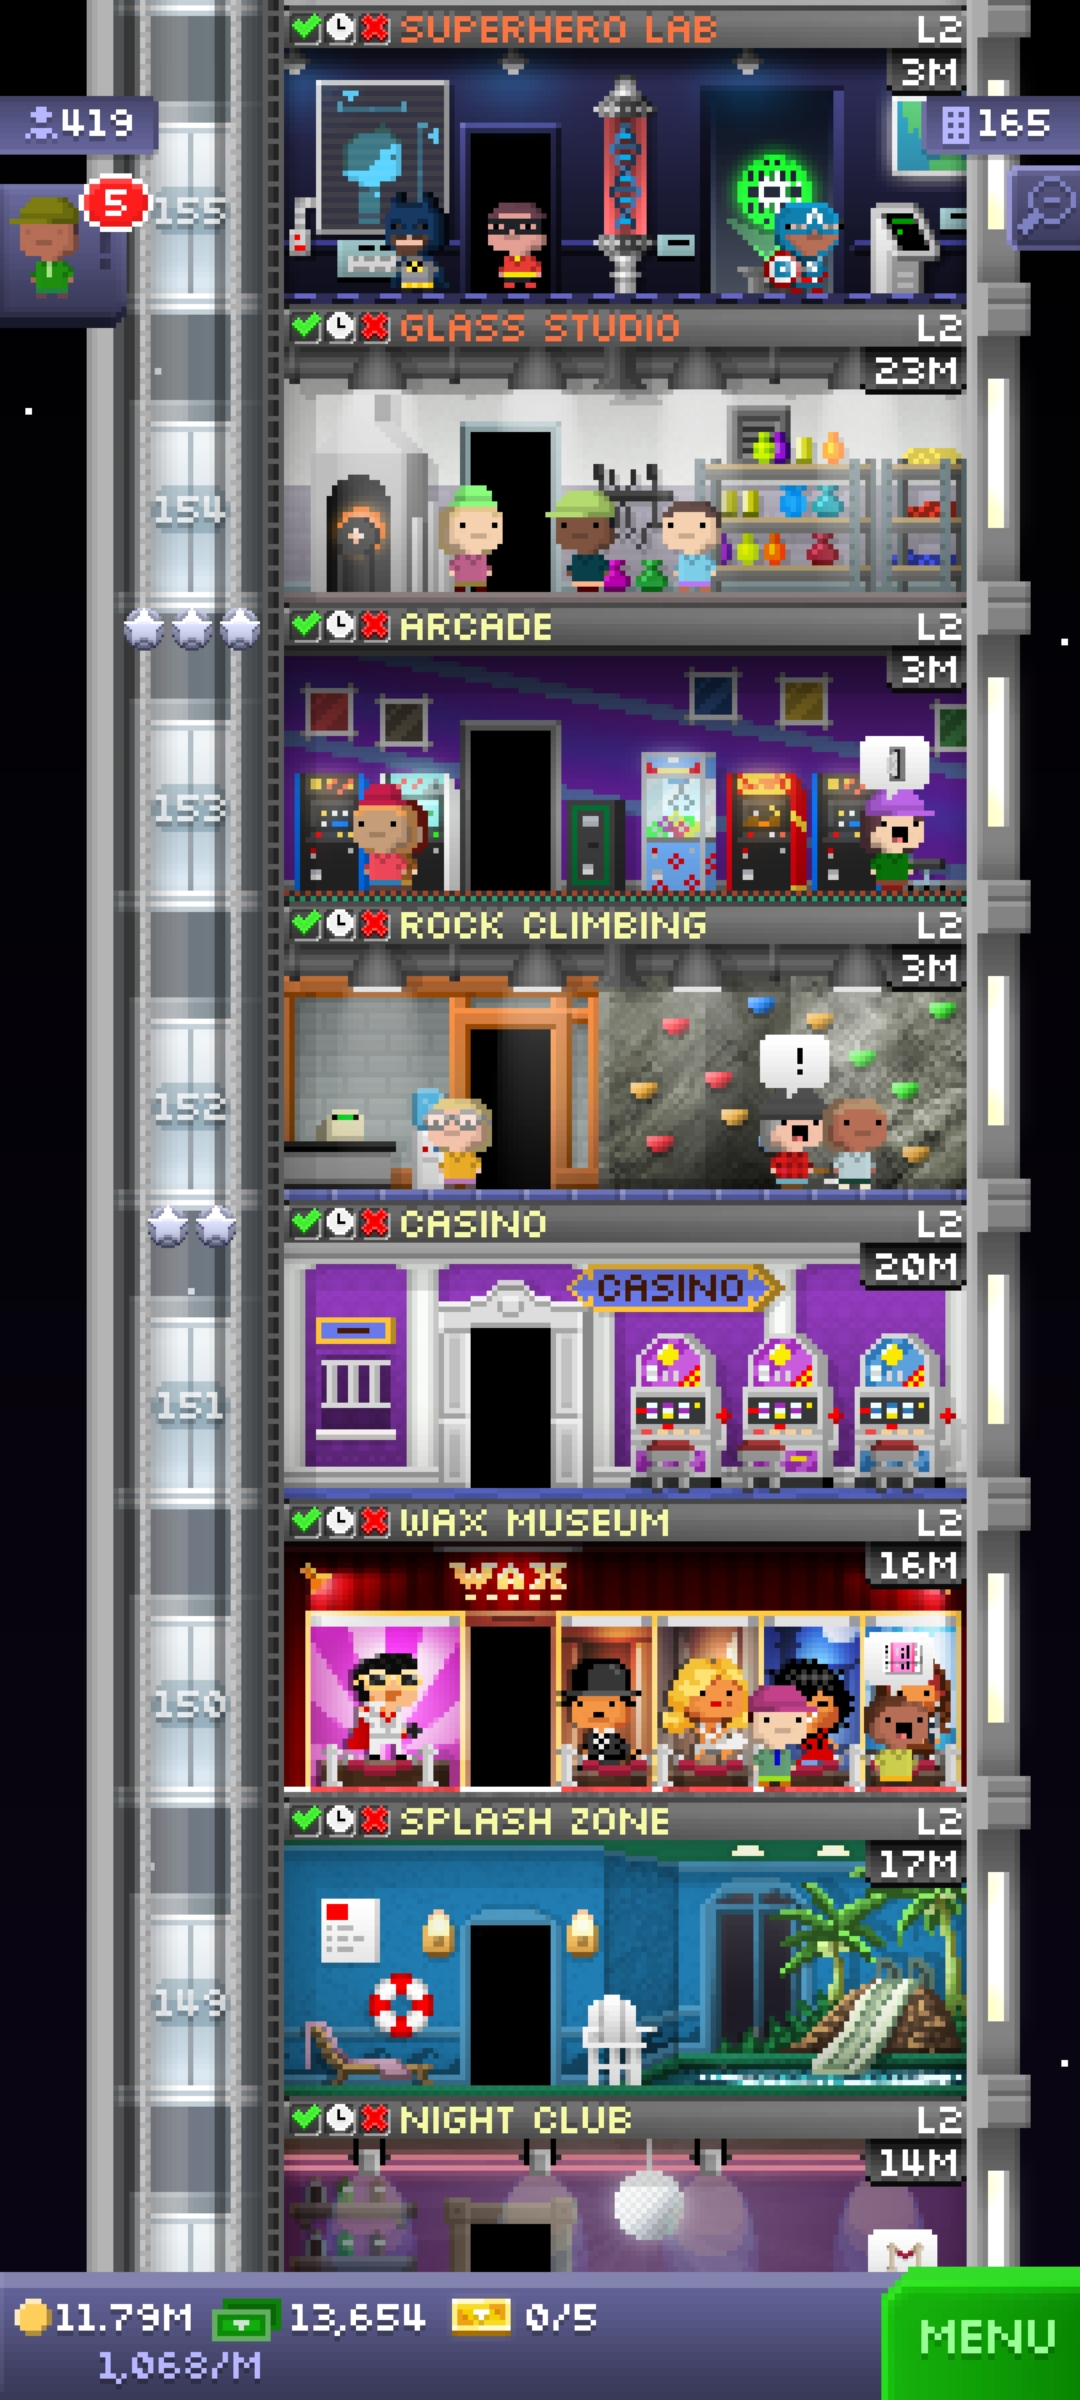 SUPERHERO LAB L2
3M
419
165
5
155
GLASS STUDIO L2
23M
154
ARCADE L2
3M
153
ROCK CLIMBING L2
3M
!
152
CASINO L2
20M
CASINO
151
WAX MUSEUM L2
16M
WAX
150
SPLASH ZONE L2
17M
149
NIGHT CLUB L2
14M
11.79M 13,654 0/5
1,068/M
MENU